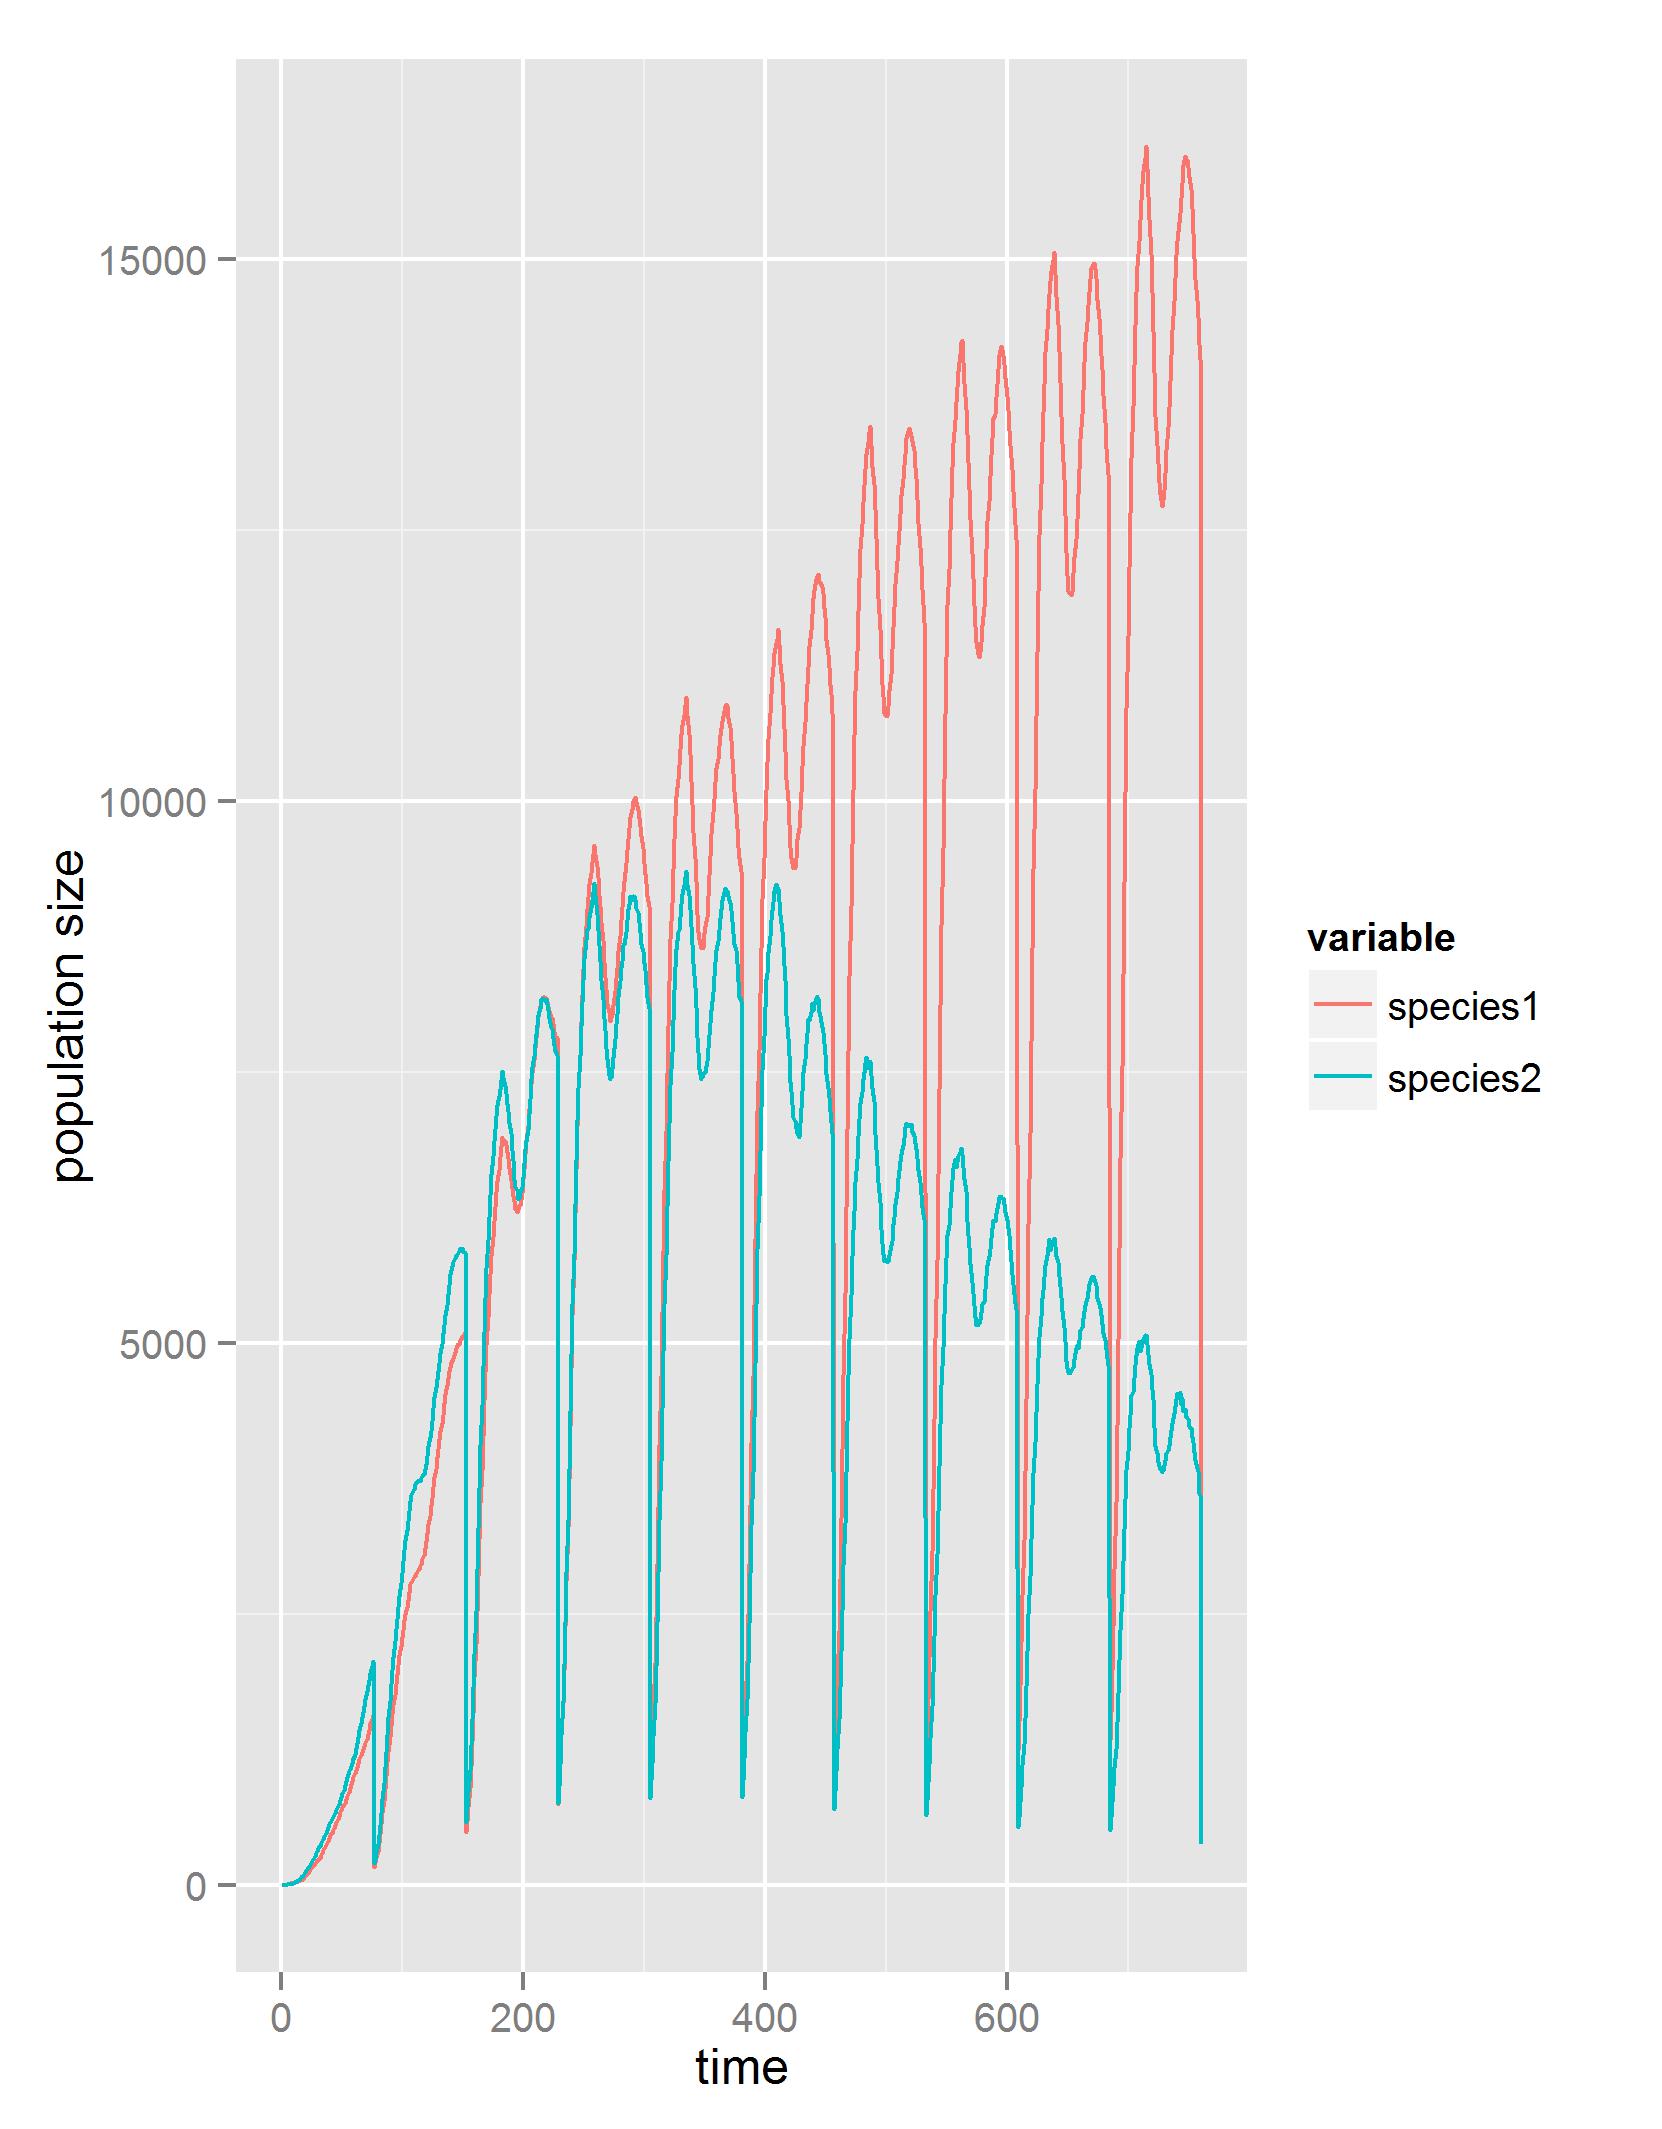 15000
10000
5000
0
population size
0 200 400 600
time
variable
species1
species2